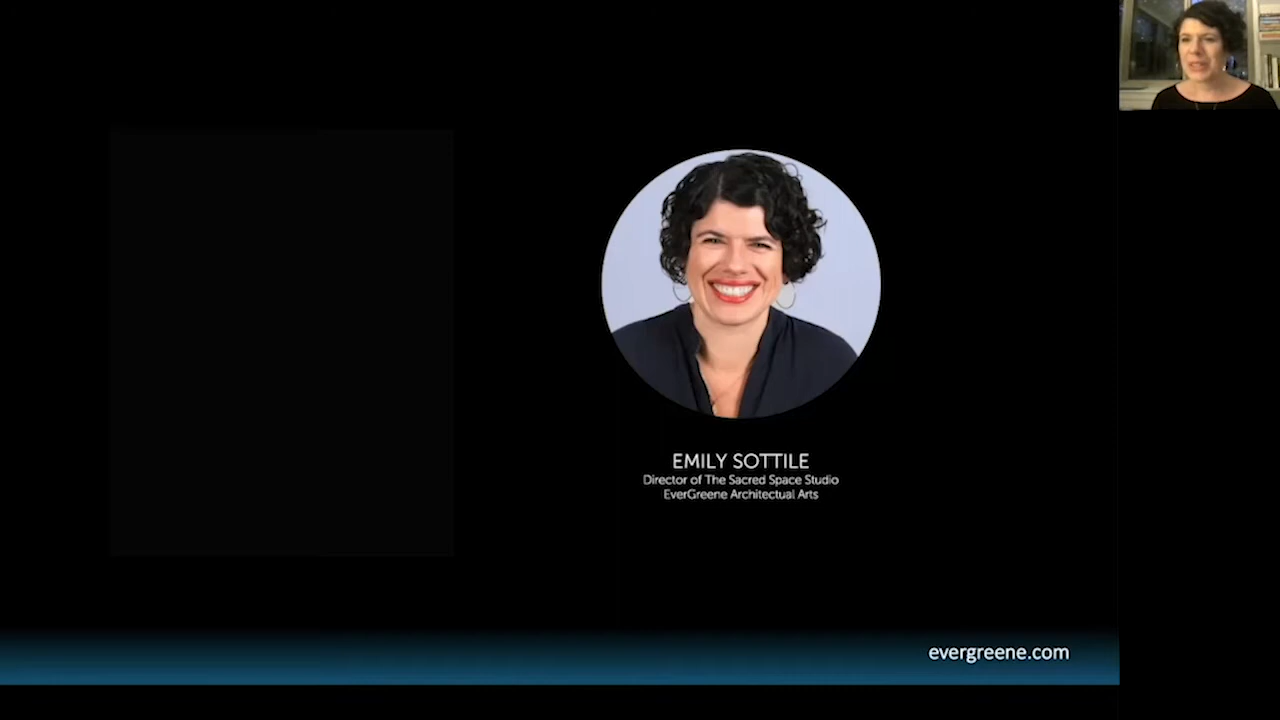 EMILY SOTTILE
Director of The Sacred Space Studio
EverGreene Architectual Arts
evergreene.com